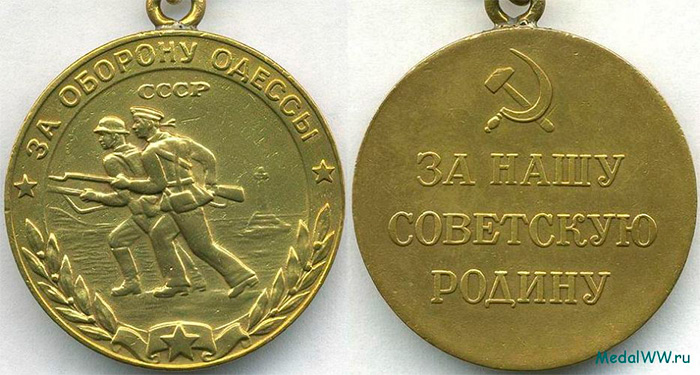 ЗА ОБОРОНУ ОДЕССЫ
СССР
ЗА НАШУ
СОВЕТСКУЮ
РОДИНУ
MedalWW.ru